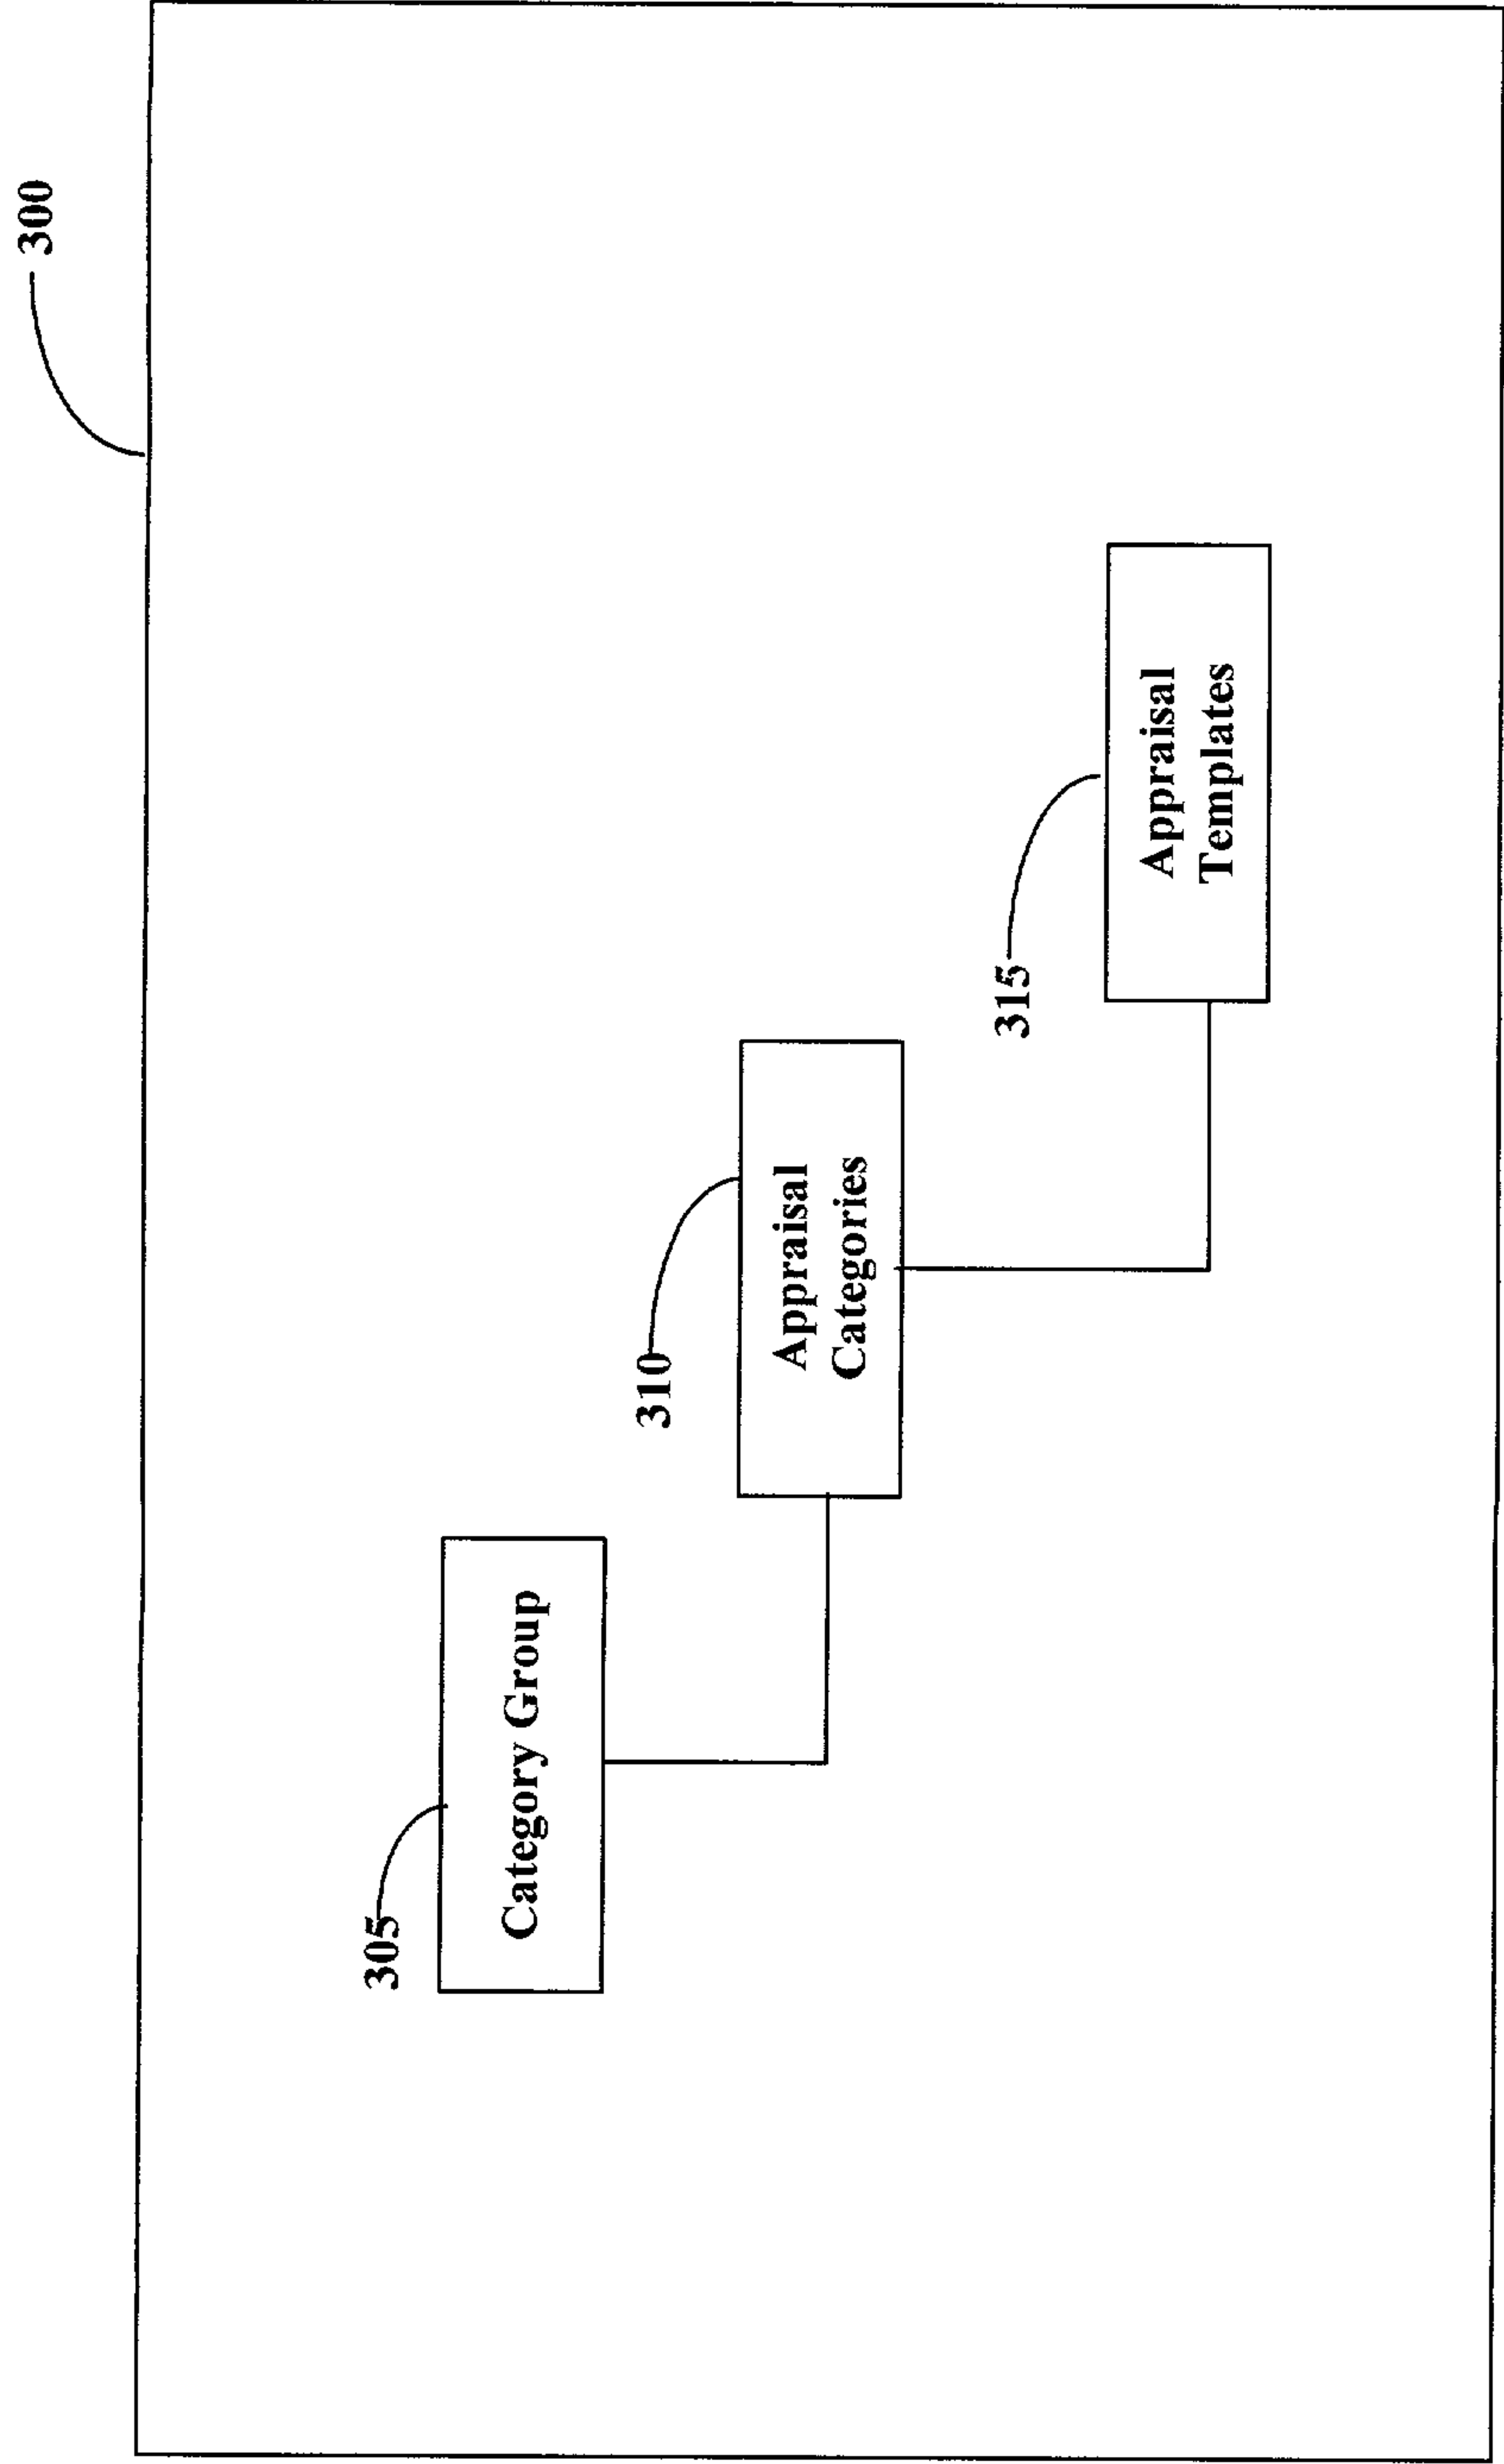 300
305
Category Group
310
Appraisal
Categories
315
Appraisal
Templates